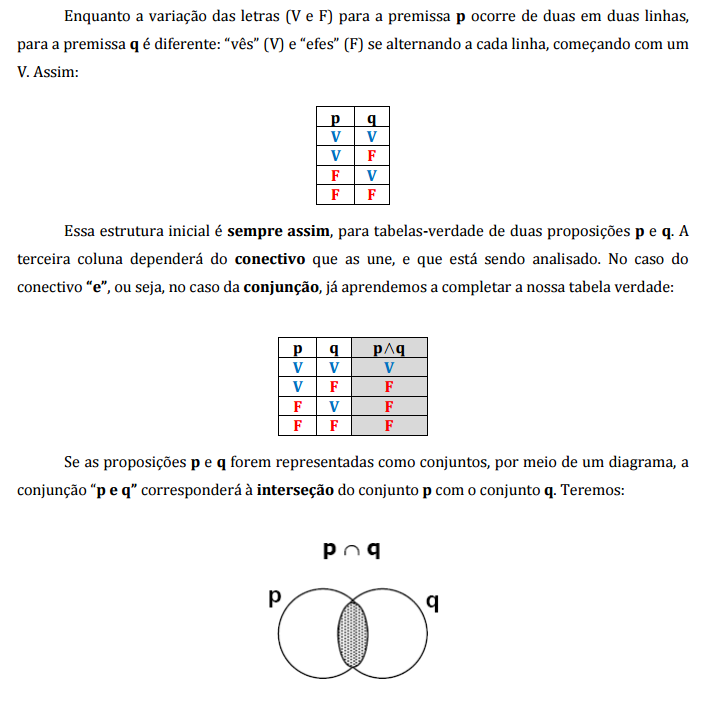 Enquanto a variação das letras (V e F) para a premissa p ocorre de duas em duas linhas,
para a premissa q é diferente: “vês” (V) e “efes” (F) se alternando a cada linha, começando com um
V. Assim:
p q
V V
V F
F V
F F
Essa estrutura inicial é sempre assim, para tabelas-verdade de duas proposições p e q. A
terceira coluna dependerá do conectivo que as une, e que está sendo analisado. No caso do
conectivo “e”, ou seja, no caso da conjunção, já aprendemos a completar a nossa tabela verdade:
p q p∧q
V V V
V F F
F V F
F F F
Se as proposições p e q forem representadas como conjuntos, por meio de um diagrama, a
conjunção “p e q” corresponderá à interseção do conjunto p com o conjunto q. Teremos:
p ∩ q
p q